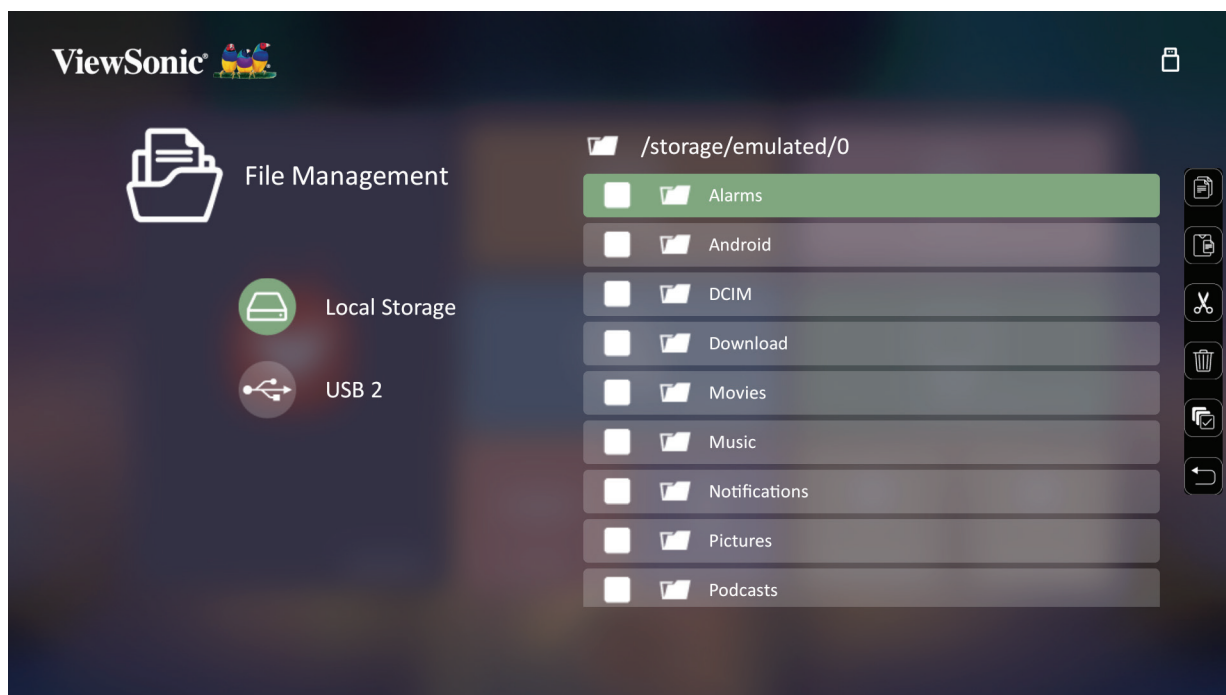 ViewSonic®
File Management
Local Storage
USB 2
/storage/emulated/0
Alarms
Android
DCIM
Download
Movies
Music
Notifications
Pictures
Podcasts